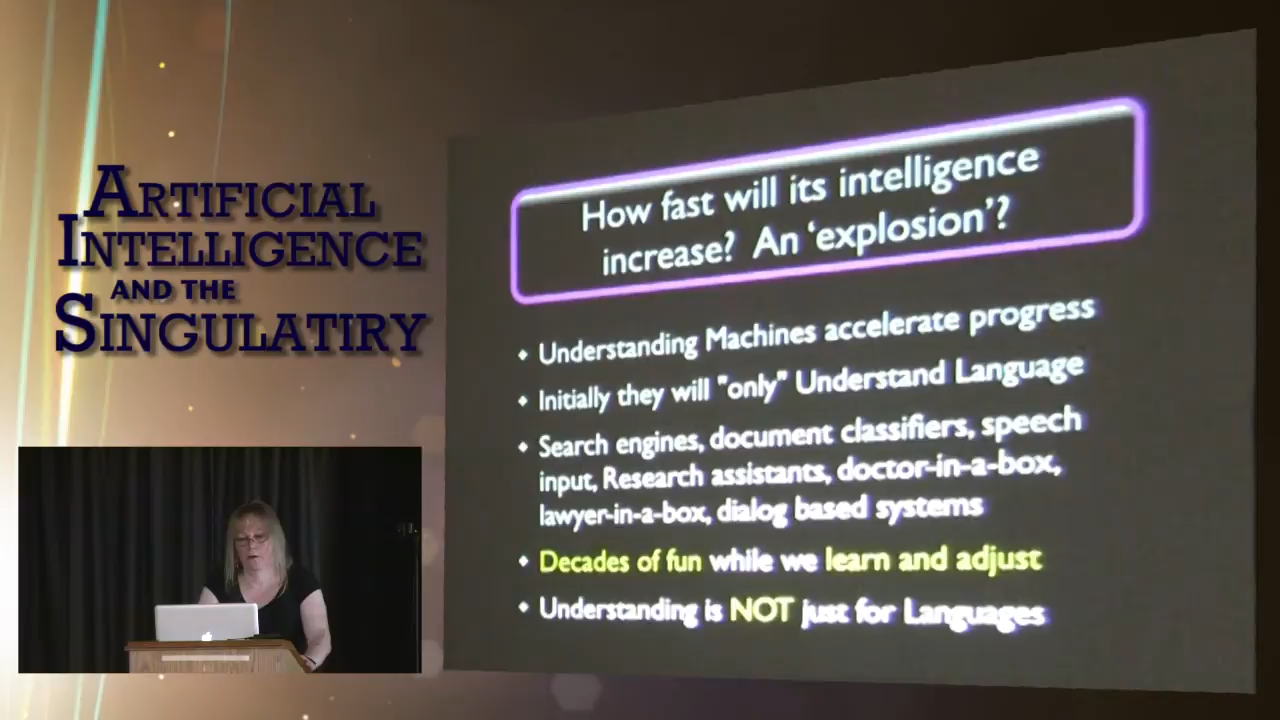 ARTIFICIAL
INTELLIGENCE
AND THE
SINGULATIRY
How fast will its intelligence
increase? An 'explosion'?
• Understanding Machines accelerate progress
• Initially they will "only" Understand Language
• Search engines, document classifiers, speech
input, Research assistants, doctor-in-a-box,
lawyer-in-a-box, dialog based systems
• Decades of fun while we learn and adjust
• Understanding is NOT just for Languages